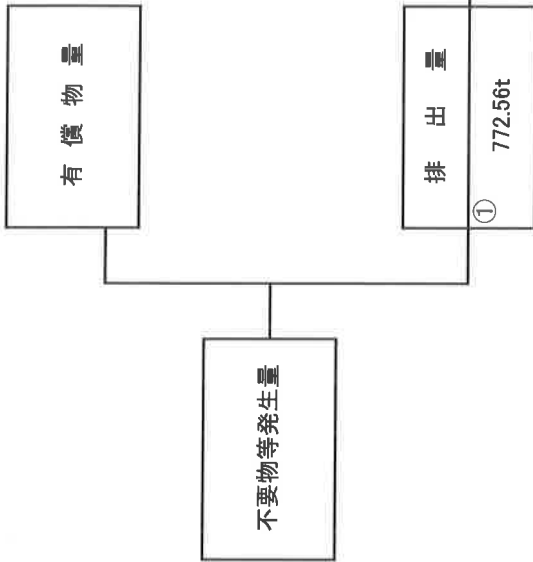 不要物等発生量
有償物量
排出量
①
772.56t